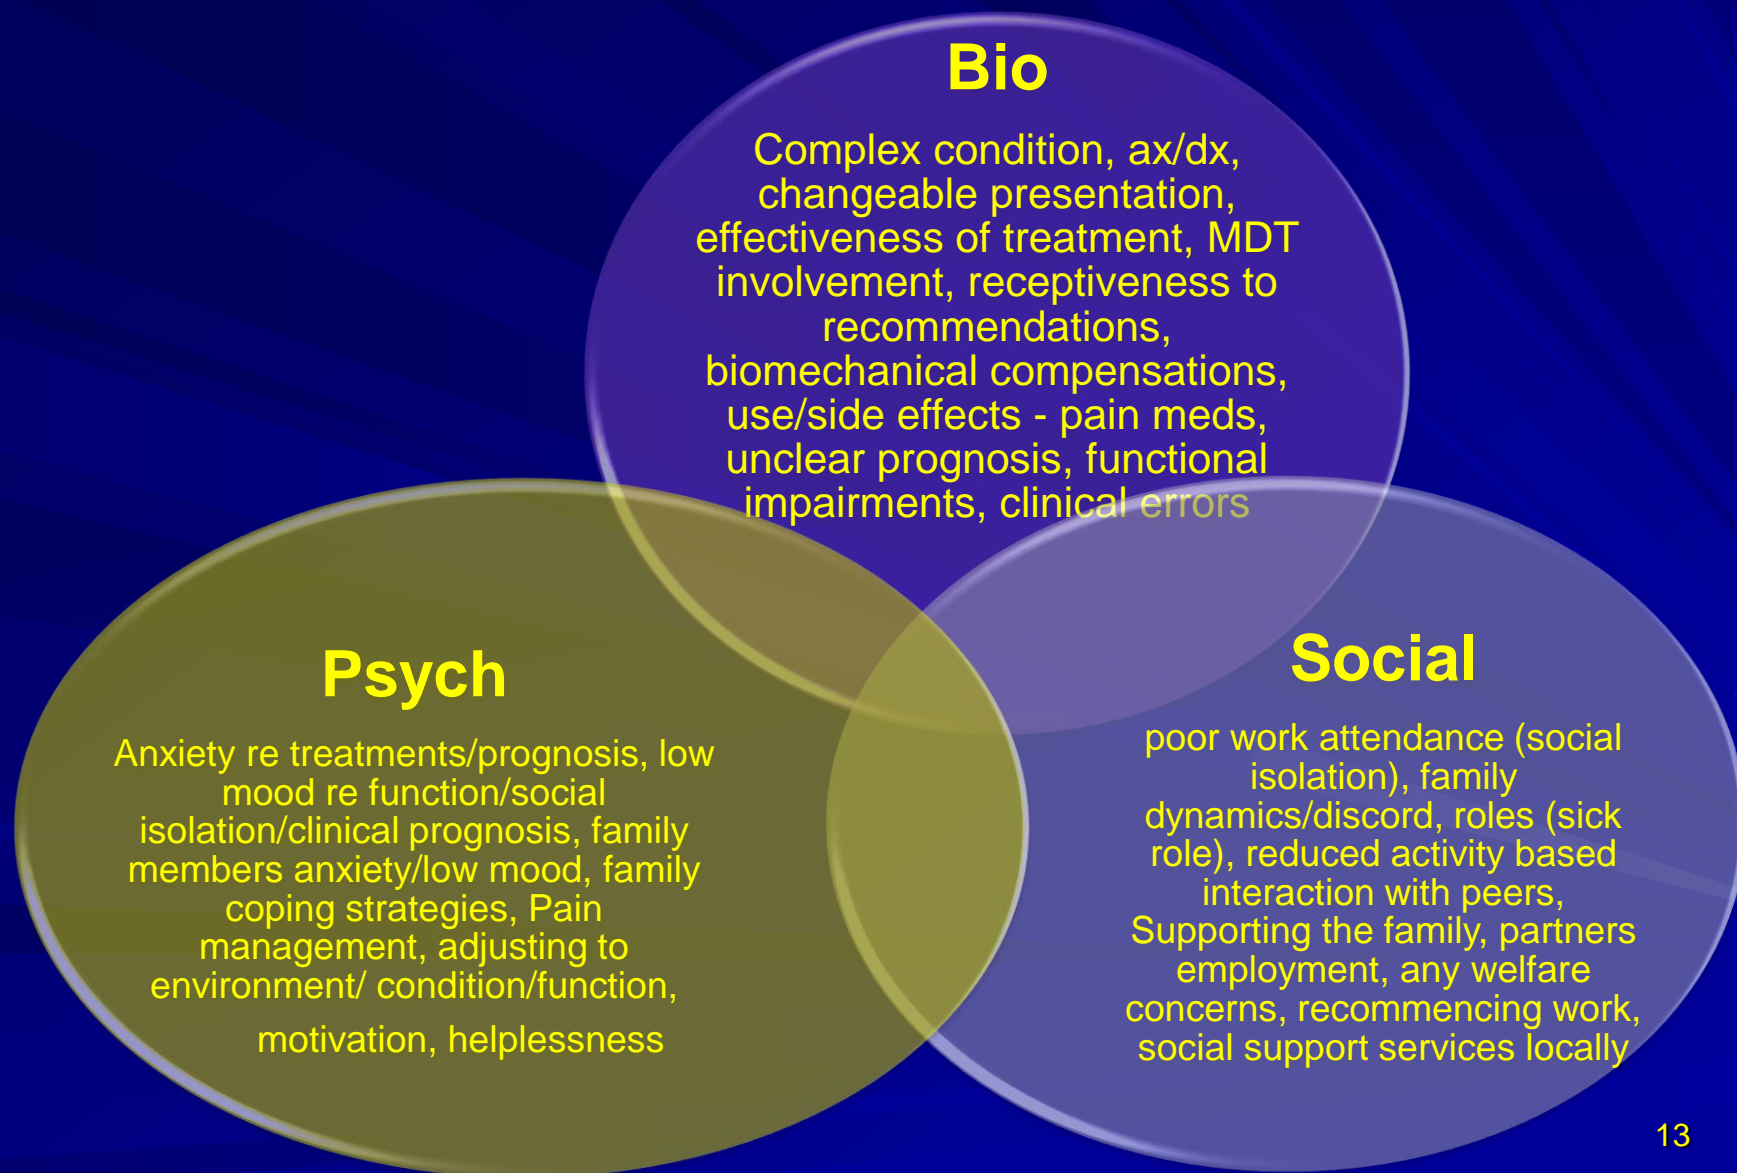 Bio
Complex condition, ax/dx,
changeable presentation,
effectiveness of treatment, MDT
involvement, receptiveness to
recommendations,
biomechanical compensations,
use/side effects - pain meds,
unclear prognosis, functional
impairments, clinical errors
Psych
Anxiety re treatments/prognosis, low
mood re function/social
isolation/clinical prognosis, family
members anxiety/low mood, family
coping strategies, Pain
management, adjusting to
environment/ condition/function,
motivation, helplessness
Social
poor work attendance (social
isolation), family
dynamics/discord, roles (sick
role), reduced activity based
interaction with peers,
Supporting the family, partners
employment, any welfare
concerns, recommencing work,
social support services locally
13